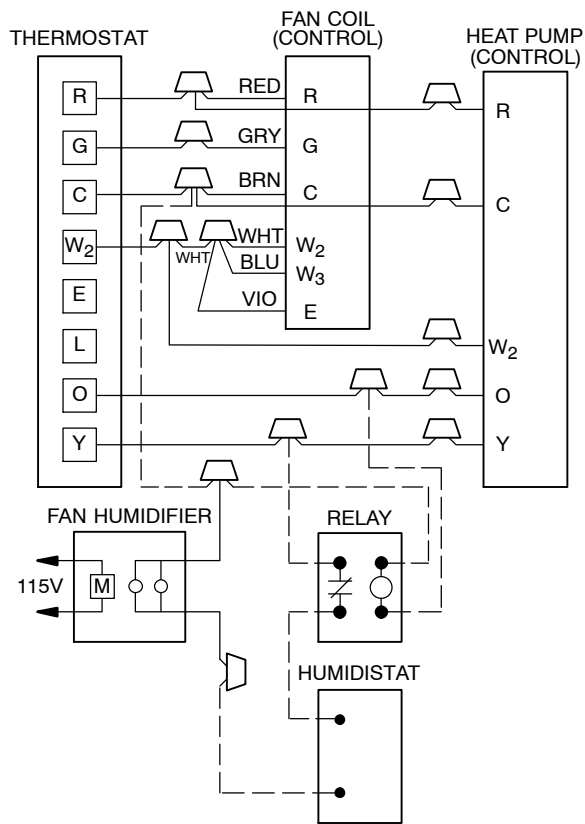 THERMOSTAT
FAN COIL
(CONTROL)
HEAT PUMP
(CONTROL)
R
RED
R
R
G
GRY
G
C
BRN
C
C
W2
WHT
WHT
W2
BLU
W3
E
VIO
E
L
W2
O
O
Y
Y
FAN HUMIDIFIER
RELAY
115V
M
HUMIDISTAT